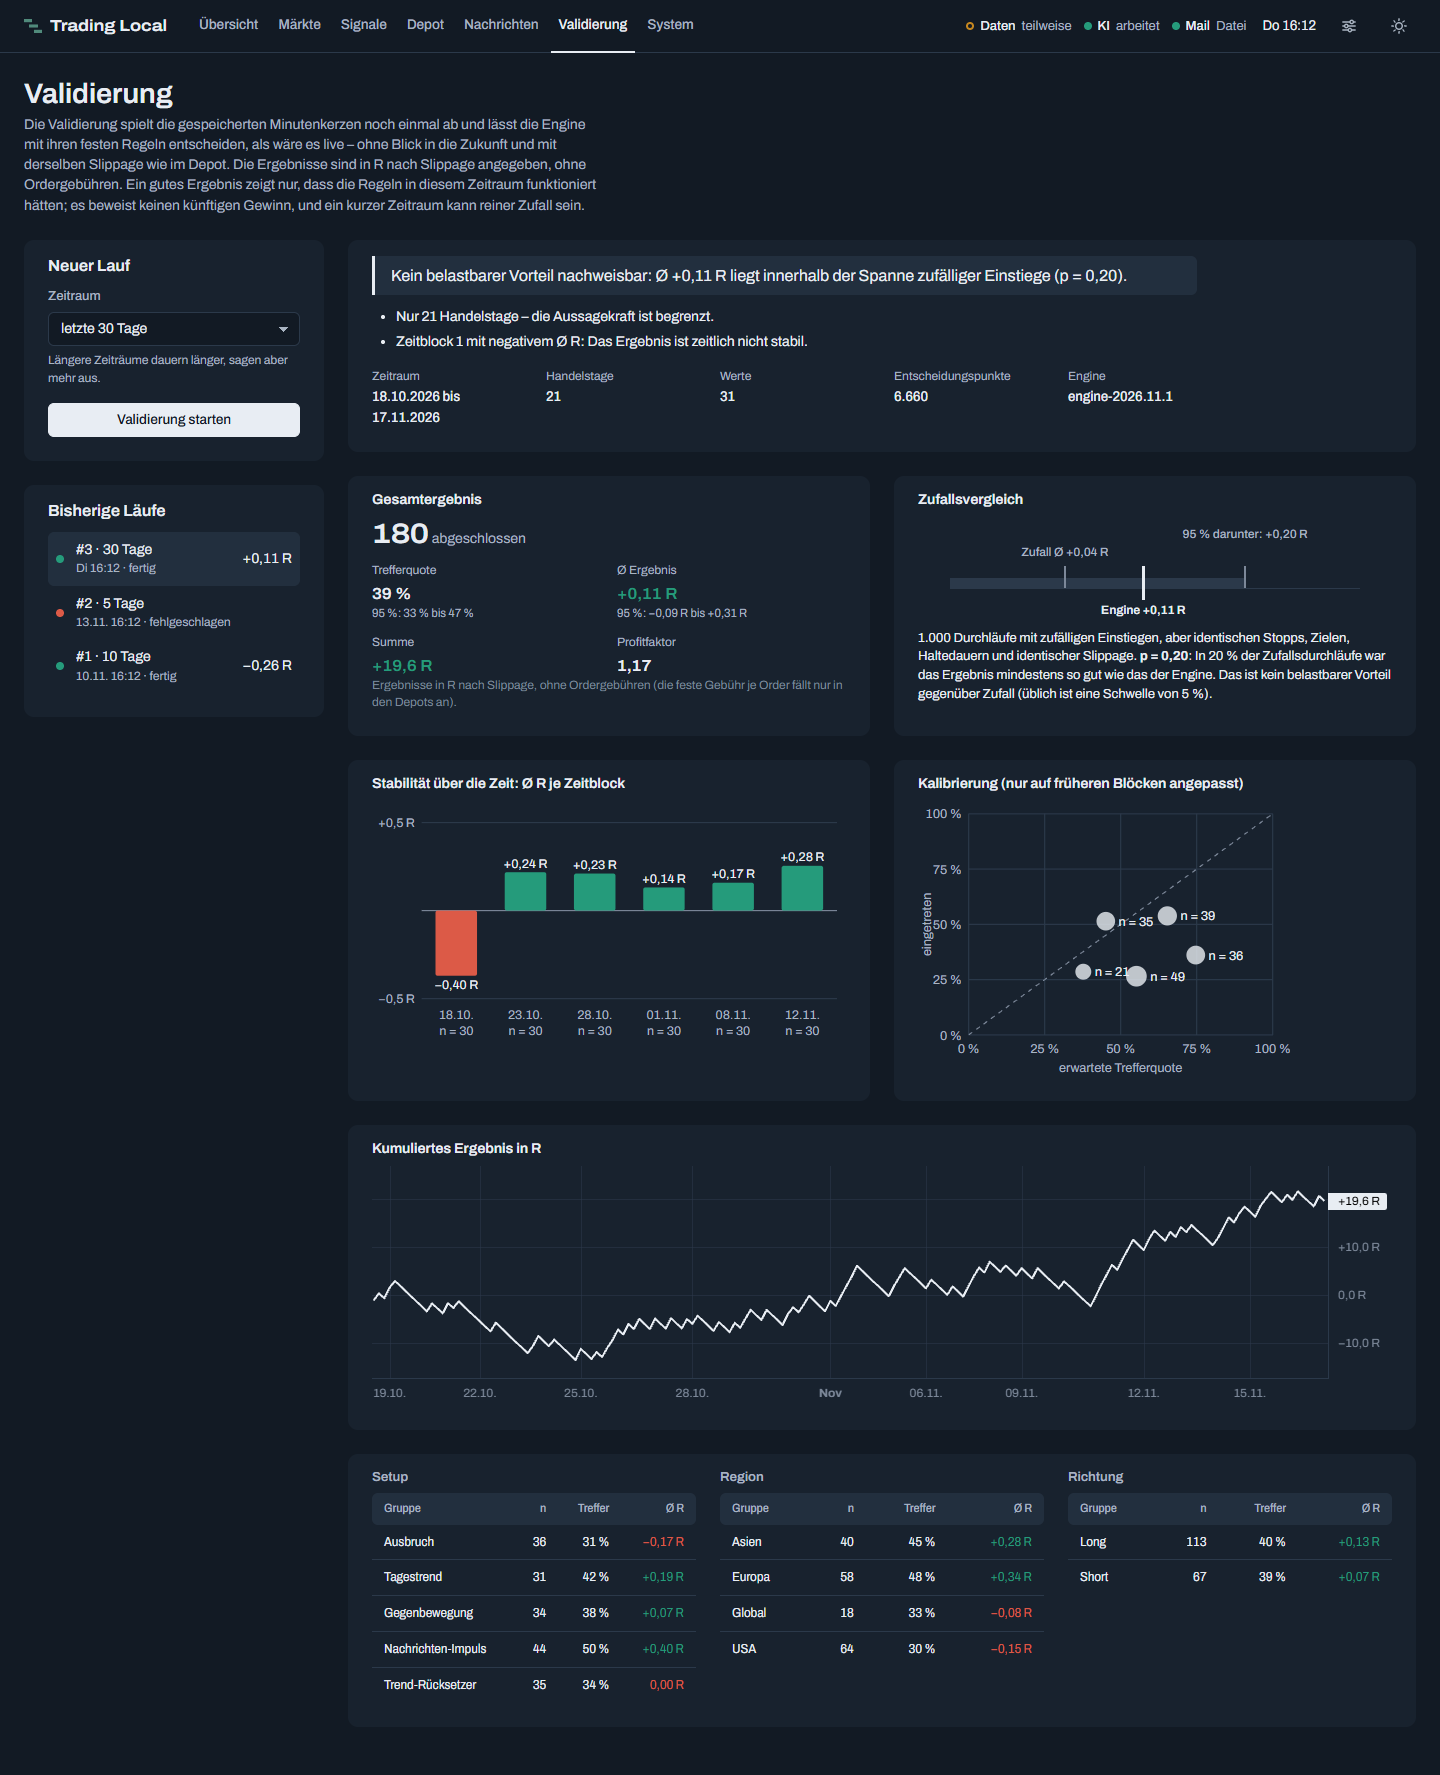 Trading Local
Übersicht
Märkte
Signale
Depot
Nachrichten
Validierung
System
Daten teilweise
KI arbeitet
Mail Datei
Do 16:12
Validierung
Die Validierung spielt die gespeicherten Minutenkerzen noch einmal ab und lässt die Engine
mit ihren festen Regeln entscheiden, als wäre es live – ohne Blick in die Zukunft und mit
derselben Slippage wie im Depot. Die Ergebnisse sind in R nach Slippage angegeben, ohne
Ordergebühren. Ein gutes Ergebnis zeigt nur, dass die Regeln in diesem Zeitraum funktioniert
hätten; es beweist keinen künftigen Gewinn, und ein kurzer Zeitraum kann reiner Zufall sein.
Neuer Lauf
Zeitraum
letzte 30 Tage
Längere Zeiträume dauern länger, sagen aber
mehr aus.
Validierung starten
Bisherige Läufe
#3 · 30 Tage
Di 16:12 · fertig
+0,11 R
#2 · 5 Tage
13.11. 16:12 · fehlgeschlagen
#1 · 10 Tage
10.11. 16:12 · fertig
−0,26 R
Kein belastbarer Vorteil nachweisbar: Ø +0,11 R liegt innerhalb der Spanne zufälliger Einstiege (p = 0,20).
• Nur 21 Handelstage – die Aussagekraft ist begrenzt.
• Zeitblock 1 mit negativem Ø R: Das Ergebnis ist zeitlich nicht stabil.
Zeitraum
18.10.2026 bis
17.11.2026
Handelstage
21
Werte
31
Entscheidungspunkte
6.660
Engine
engine-2026.11.1
Gesamtergebnis
180 abgeschlossen
Trefferquote
39 %
95 %: 33 % bis 47 %
Ø Ergebnis
+0,11 R
95 %: −0,09 R bis +0,31 R
Summe
+19,6 R
Profitfaktor
1,17
Ergebnisse in R nach Slippage, ohne Ordergebühren (die feste Gebühr je Order fällt nur in
den Depots an).
Zufallsvergleich
95 % darunter: +0,20 R
Zufall Ø +0,04 R
Engine +0,11 R
1.000 Durchläufe mit zufälligen Einstiegen, aber identischen Stopps, Zielen,
Haltedauern und identischer Slippage. p = 0,20: In 20 % der Zufallsdurchläufe war
das Ergebnis mindestens so gut wie das der Engine. Das ist kein belastbarer Vorteil
gegenüber Zufall (üblich ist eine Schwelle von 5 %).
Stabilität über die Zeit: Ø R je Zeitblock
+0,5 R
−0,5 R
−0,40 R
+0,24 R
+0,23 R
+0,14 R
+0,17 R
+0,28 R
18.10.
n = 30
23.10.
n = 30
28.10.
n = 30
01.11.
n = 30
08.11.
n = 30
12.11.
n = 30
Kalibrierung (nur auf früheren Blöcken angepasst)
eingetreten
100 %
75 %
50 %
25 %
0 %
n = 35
n = 39
n = 36
n = 21
n = 49
0 %
25 %
50 %
75 %
100 %
erwartete Trefferquote
Kumuliertes Ergebnis in R
+19,6 R
+10,0 R
0,0 R
−10,0 R
19.10.
22.10.
25.10.
28.10.
Nov
06.11.
09.11.
12.11.
15.11.
Setup
Gruppe n Treffer Ø R
Ausbruch 36 31 % −0,17 R
Tagestrend 31 42 % +0,19 R
Gegenbewegung 34 38 % +0,07 R
Nachrichten-Impuls 44 50 % +0,40 R
Trend-Rücksetzer 35 34 % 0,00 R
Region
Gruppe n Treffer Ø R
Asien 40 45 % +0,28 R
Europa 58 48 % +0,34 R
Global 18 33 % −0,08 R
USA 64 30 % −0,15 R
Richtung
Gruppe n Treffer Ø R
Long 113 40 % +0,13 R
Short 67 39 % +0,07 R